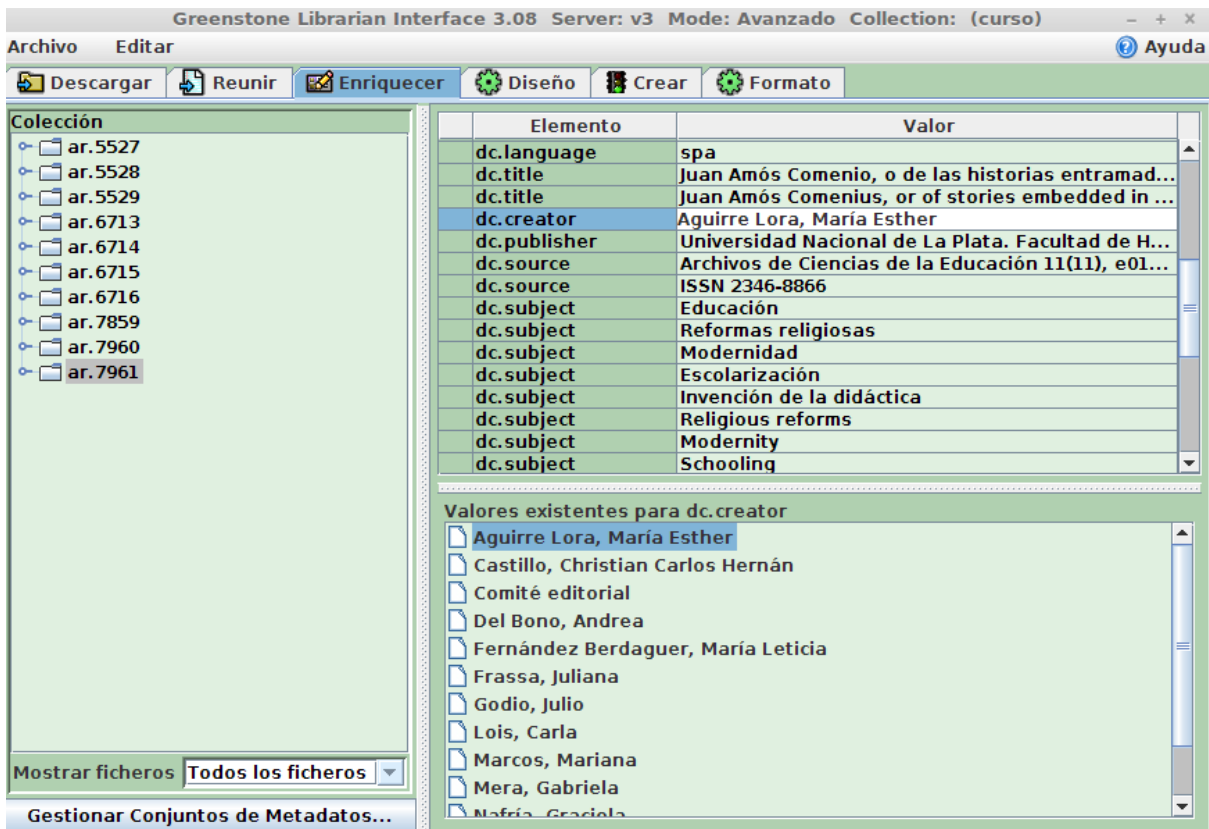 Greenstone Librarian Interface 3.08 Server: v3 Mode: Avanzado Collection: (curso)
Archivo Editar Ayuda
Descargar Reunir Enriquecer Diseño Crear Formato
Colección
ar.5527
ar.5528
ar.5529
ar.6713
ar.6714
ar.6715
ar.6716
ar.7859
ar.7960
ar.7961
Mostrar ficheros Todos los ficheros
Gestionar Conjuntos de Metadatos...
Elemento Valor
dc.language spa
dc.title Juan Amós Comenio, o de las historias entramad...
dc.title Juan Amós Comenius, or of stories embedded in ...
dc.creator Aguirre Lora, María Esther
dc.publisher Universidad Nacional de La Plata. Facultad de H...
dc.source Archivos de Ciencias de la Educación 11(11), e01...
dc.source ISSN 2346-8866
dc.subject Educación
dc.subject Reformas religiosas
dc.subject Modernidad
dc.subject Escolarización
dc.subject Invención de la didáctica
dc.subject Religious reforms
dc.subject Modernity
dc.subject Schooling
Valores existentes para dc.creator
Aguirre Lora, María Esther
Castillo, Christian Carlos Hernán
Comité editorial
Del Bono, Andrea
Fernández Berdaguer, María Leticia
Frassa, Juliana
Godio, Julio
Lois, Carla
Marcos, Mariana
Mera, Gabriela
Nafría, Graciela